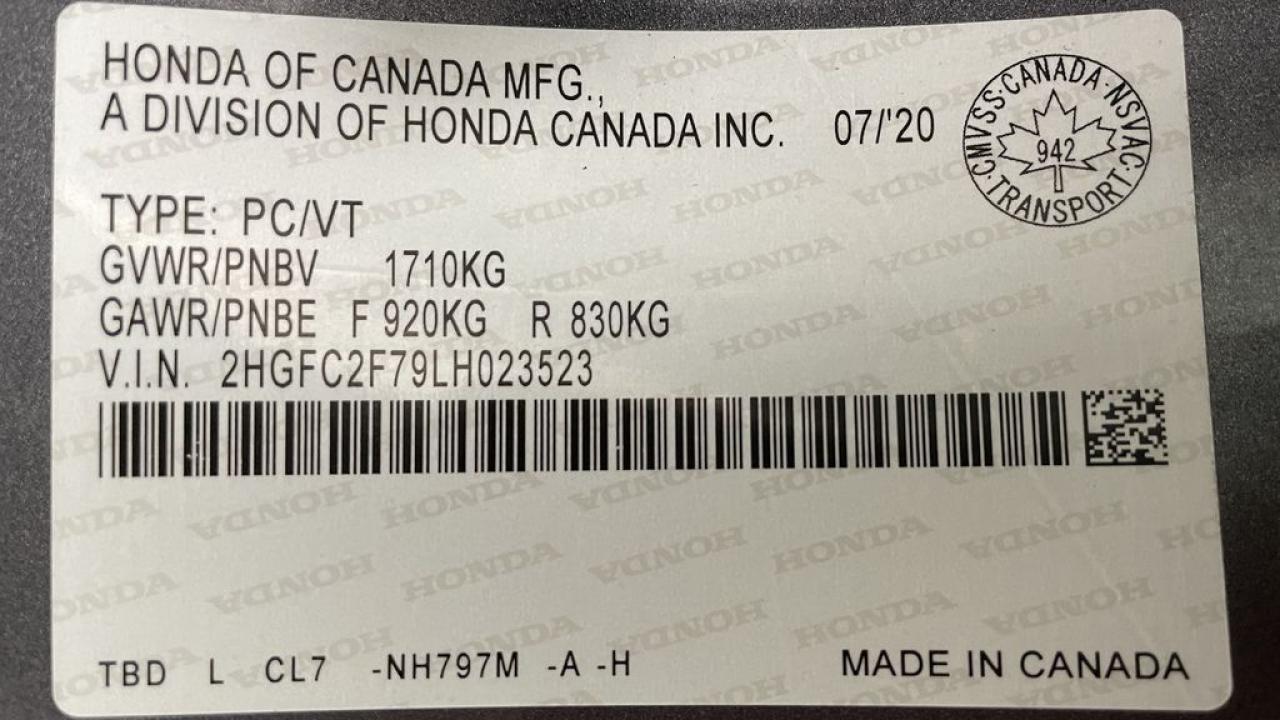 HONDA OF CANADA MFG.,
A DIVISION OF HONDA CANADA INC. 07/'20
CMVSS·CANADA·NSVAC·TRANSPORT·
942
TYPE: PC/VT
GVWR/PNBV 1710KG
GAWR/PNBE F 920KG R 830KG
V.I.N. 2HGFC2F79LH023523
TBD L CL7 -NH797M -A -H MADE IN CANADA